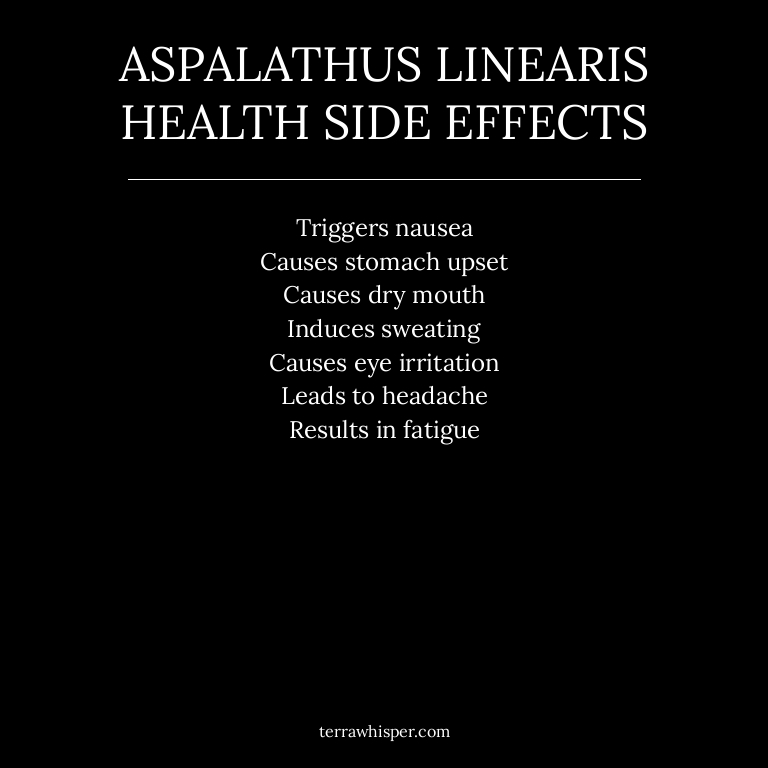 ASPALATHUS LINEARIS
HEALTH SIDE EFFECTS
Triggers nausea
Causes stomach upset
Causes dry mouth
Induces sweating
Causes eye irritation
Leads to headache
Results in fatigue
terrawhisper.com